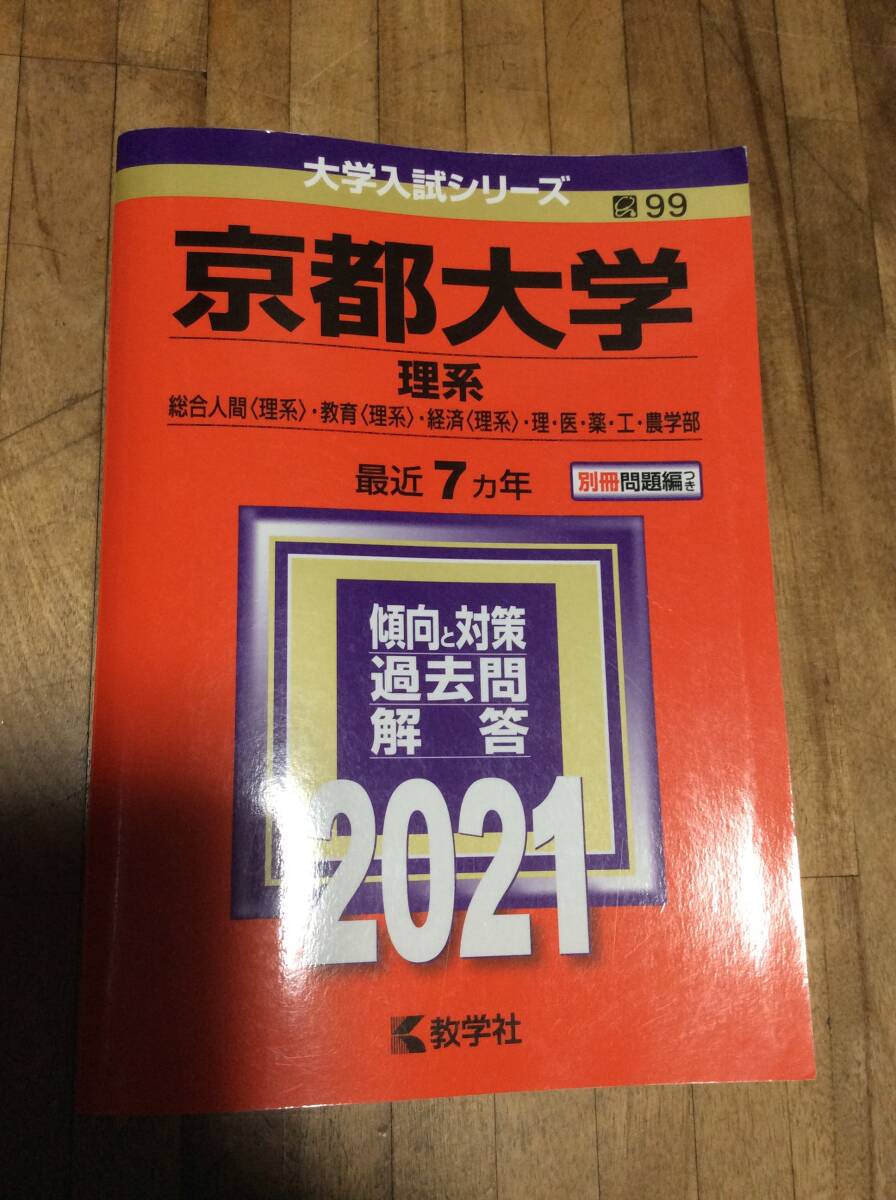 大学入試シリーズ
99
京都大学
理系
総合人間〈理系〉・教育〈理系〉・経済〈理系〉・理・医・薬・工・農学部
最近7カ年 別冊問題編つき
傾向と対策
過去問
解答
2021
教学社